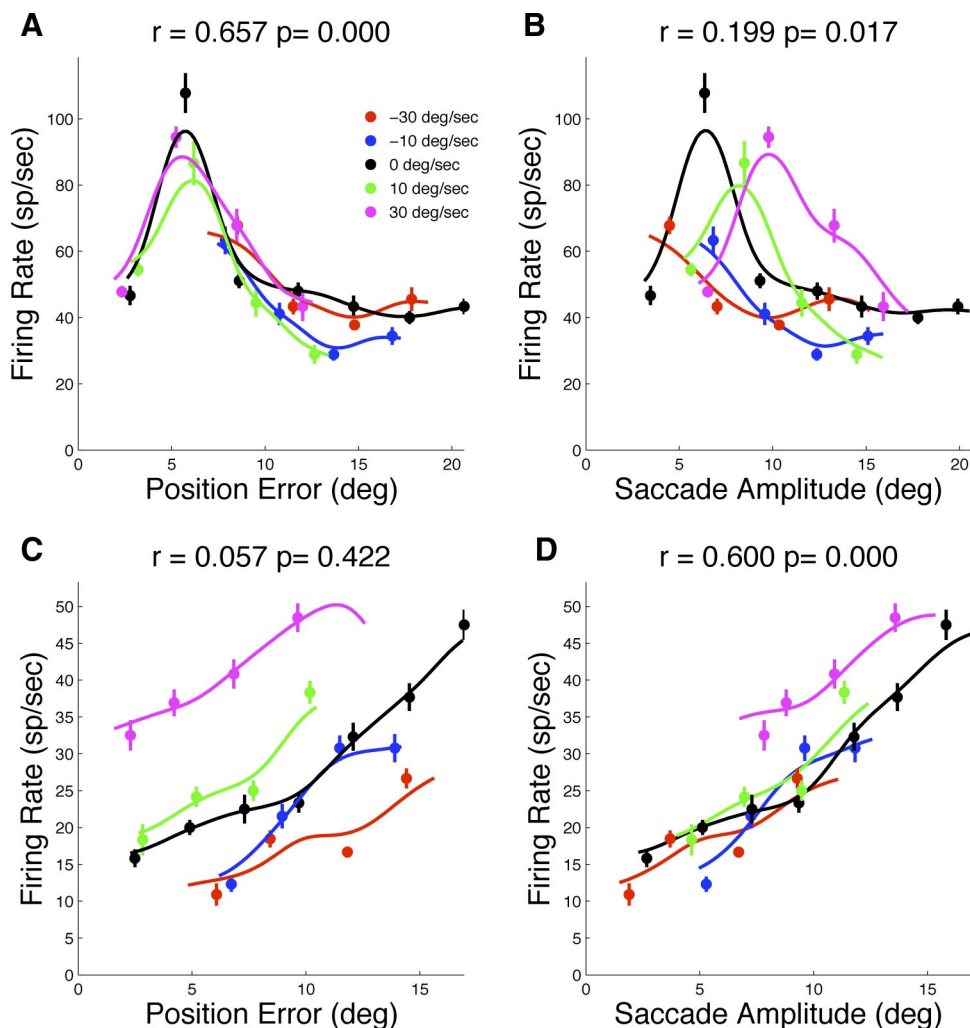 A
r = 0.657 p= 0.000
Firing Rate (sp/sec)
100
80
60
40
20
0
−30 deg/sec
−10 deg/sec
0 deg/sec
10 deg/sec
30 deg/sec
0 5 10 15 20
Position Error (deg)
B
r = 0.199 p= 0.017
Firing Rate (sp/sec)
100
80
60
40
20
0
0 5 10 15 20
Saccade Amplitude (deg)
C
r = 0.057 p= 0.422
Firing Rate (sp/sec)
50
45
40
35
30
25
20
15
10
5
0
0 5 10 15
Position Error (deg)
D
r = 0.600 p= 0.000
Firing Rate (sp/sec)
50
45
40
35
30
25
20
15
10
5
0
0 5 10 15
Saccade Amplitude (deg)